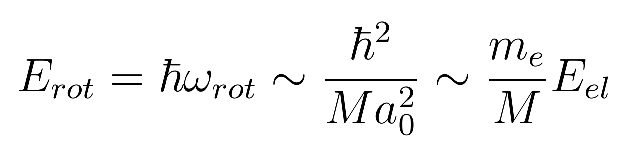 $E_{rot} = \hbar\omega_{rot} \sim \frac{\hbar^2}{Ma_0^2} \sim \frac{m_e}{M} E_{el}$